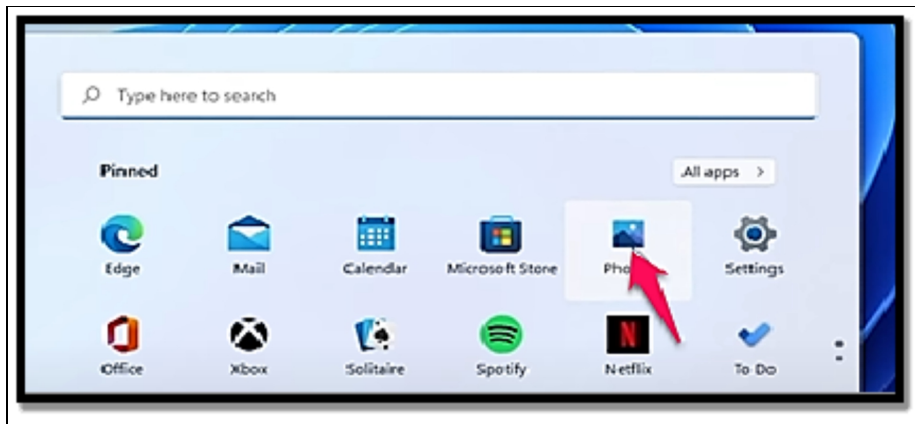 Type here to search
Pinned
All apps >
Edge Mail Calendar Microsoft Store Settings
Office Xbox Solitaire Spotify Netflix To Do